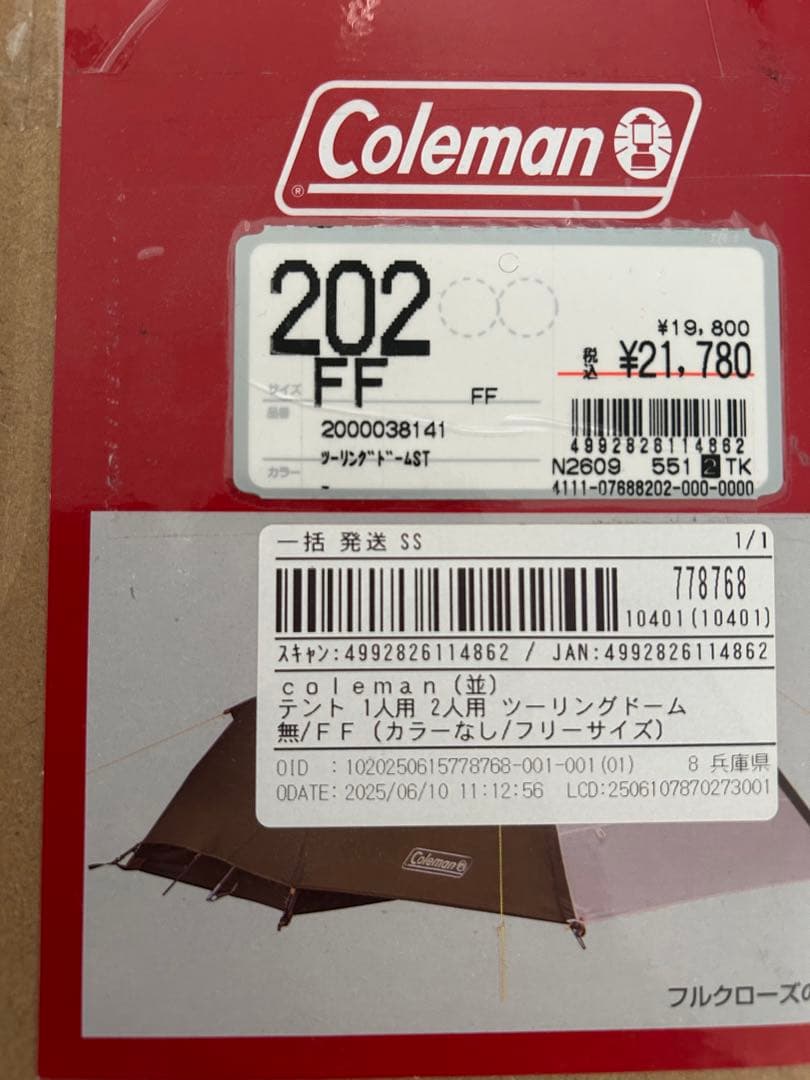 Coleman
®
202
FF
FF
¥19,800
税込 ¥21,780
サイズ
品番
2000038141
ツーリングドームST
カラー
4992826114862
N2609 551 2 TK
4111-07688202-000-0000
一括 発送 SS 1/1
778768
10401(10401)
スキャン:4992826114862 / JAN:4992826114862
coleman(並)
テント 1人用 2人用 ツーリングドーム
無/FF(カラーなし/フリーサイズ)
OID :1020250615778768-001-001(01) 8 兵庫県
ODATE: 2025/06/10 11:12:56 LCD:2506107870273001
Coleman
フルクローズの